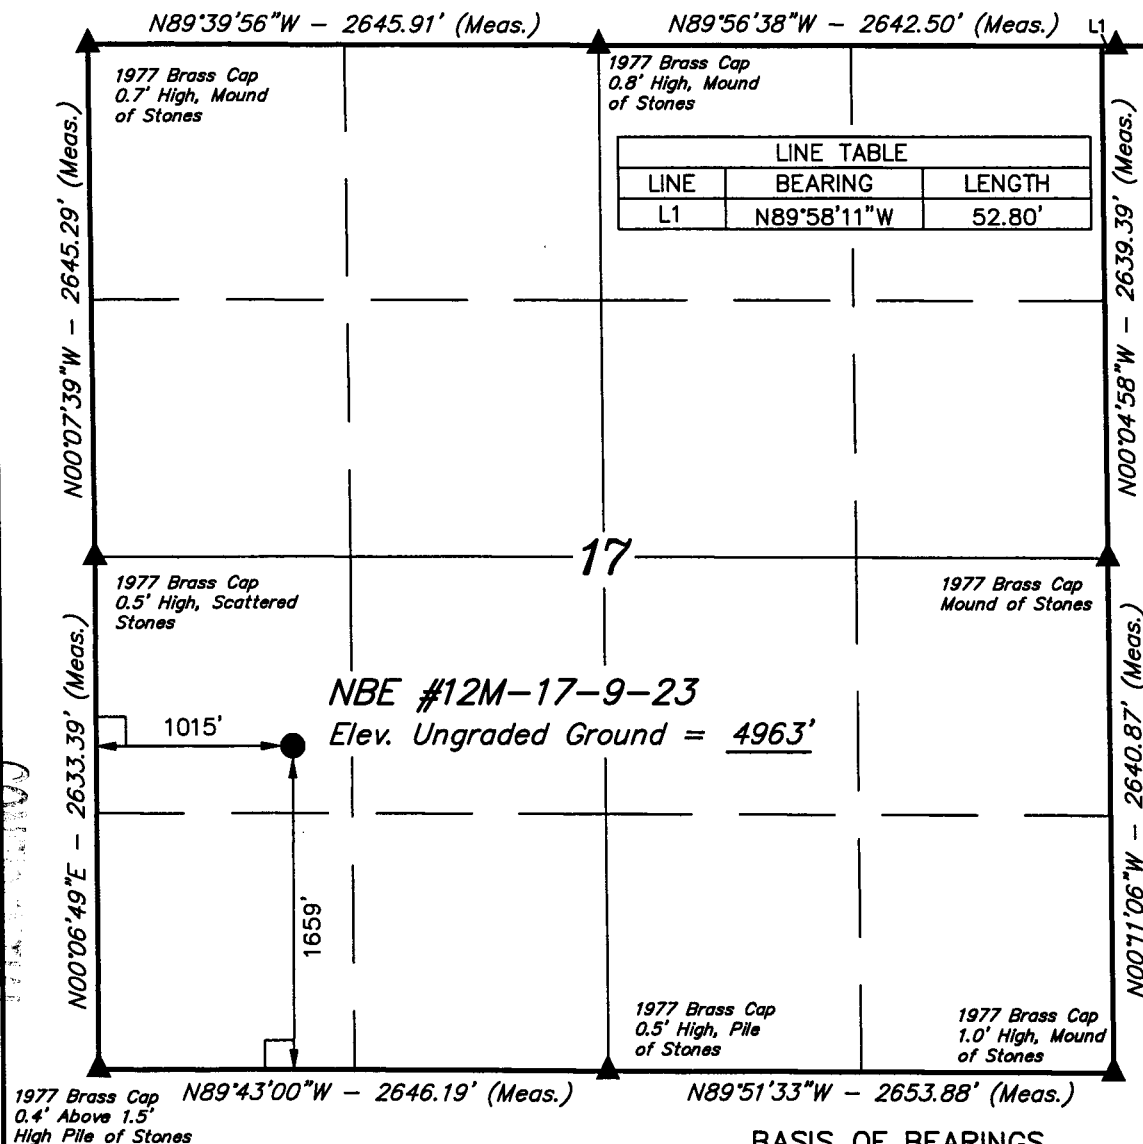 N89°39'56"W - 2645.91' (Meas.)
N89°56'38"W - 2642.50' (Meas.)
L1
1977 Brass Cap
0.7' High, Mound
of Stones
1977 Brass Cap
0.8' High, Mound
of Stones
LINE TABLE
LINE BEARING LENGTH
L1 N89°58'11"W 52.80'
N00°07'39"W - 2645.29' (Meas.)
N00°04'58"W - 2639.39' (Meas.)
17
1977 Brass Cap
0.5' High, Scattered
Stones
1977 Brass Cap
Mound of Stones
NBE #12M-17-9-23
Elev. Ungraded Ground = 4963'
1015'
1659'
N00°06'49"E - 2633.39' (Meas.)
N00°11'06"W - 2640.87' (Meas.)
1977 Brass Cap
0.5' High, Pile
of Stones
1977 Brass Cap
1.0' High, Mound
of Stones
1977 Brass Cap
0.4' Above 1.5'
High Pile of Stones
N89°43'00"W - 2646.19' (Meas.)
N89°51'33"W - 2653.88' (Meas.)
BASIS OF BEARINGS